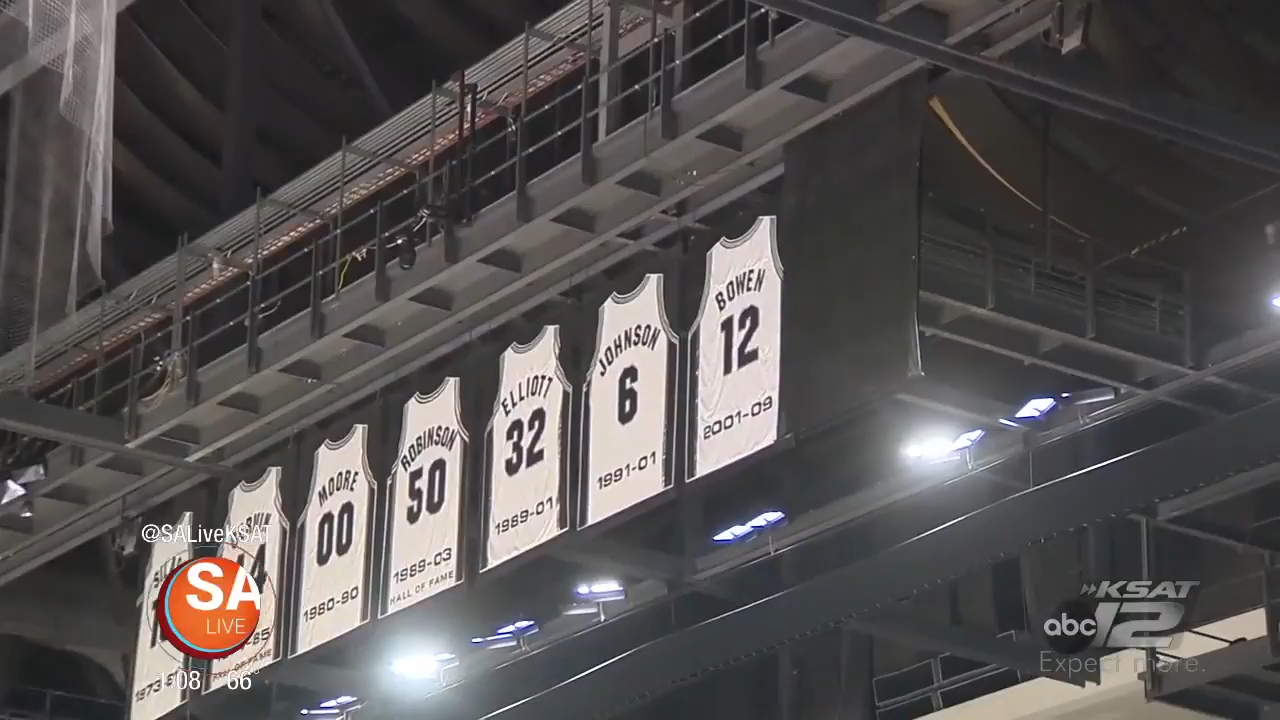 BOWEN
12
2001-09
JOHNSON
6
1991-01
ELLIOTT
32
1989-01
ROBINSON
50
1989-03
HALL OF FAME
MOORE
00
1980-90
@SALiveKSAT
SA
LIVE
1:08 66
KSAT
abc 12
Expect more.